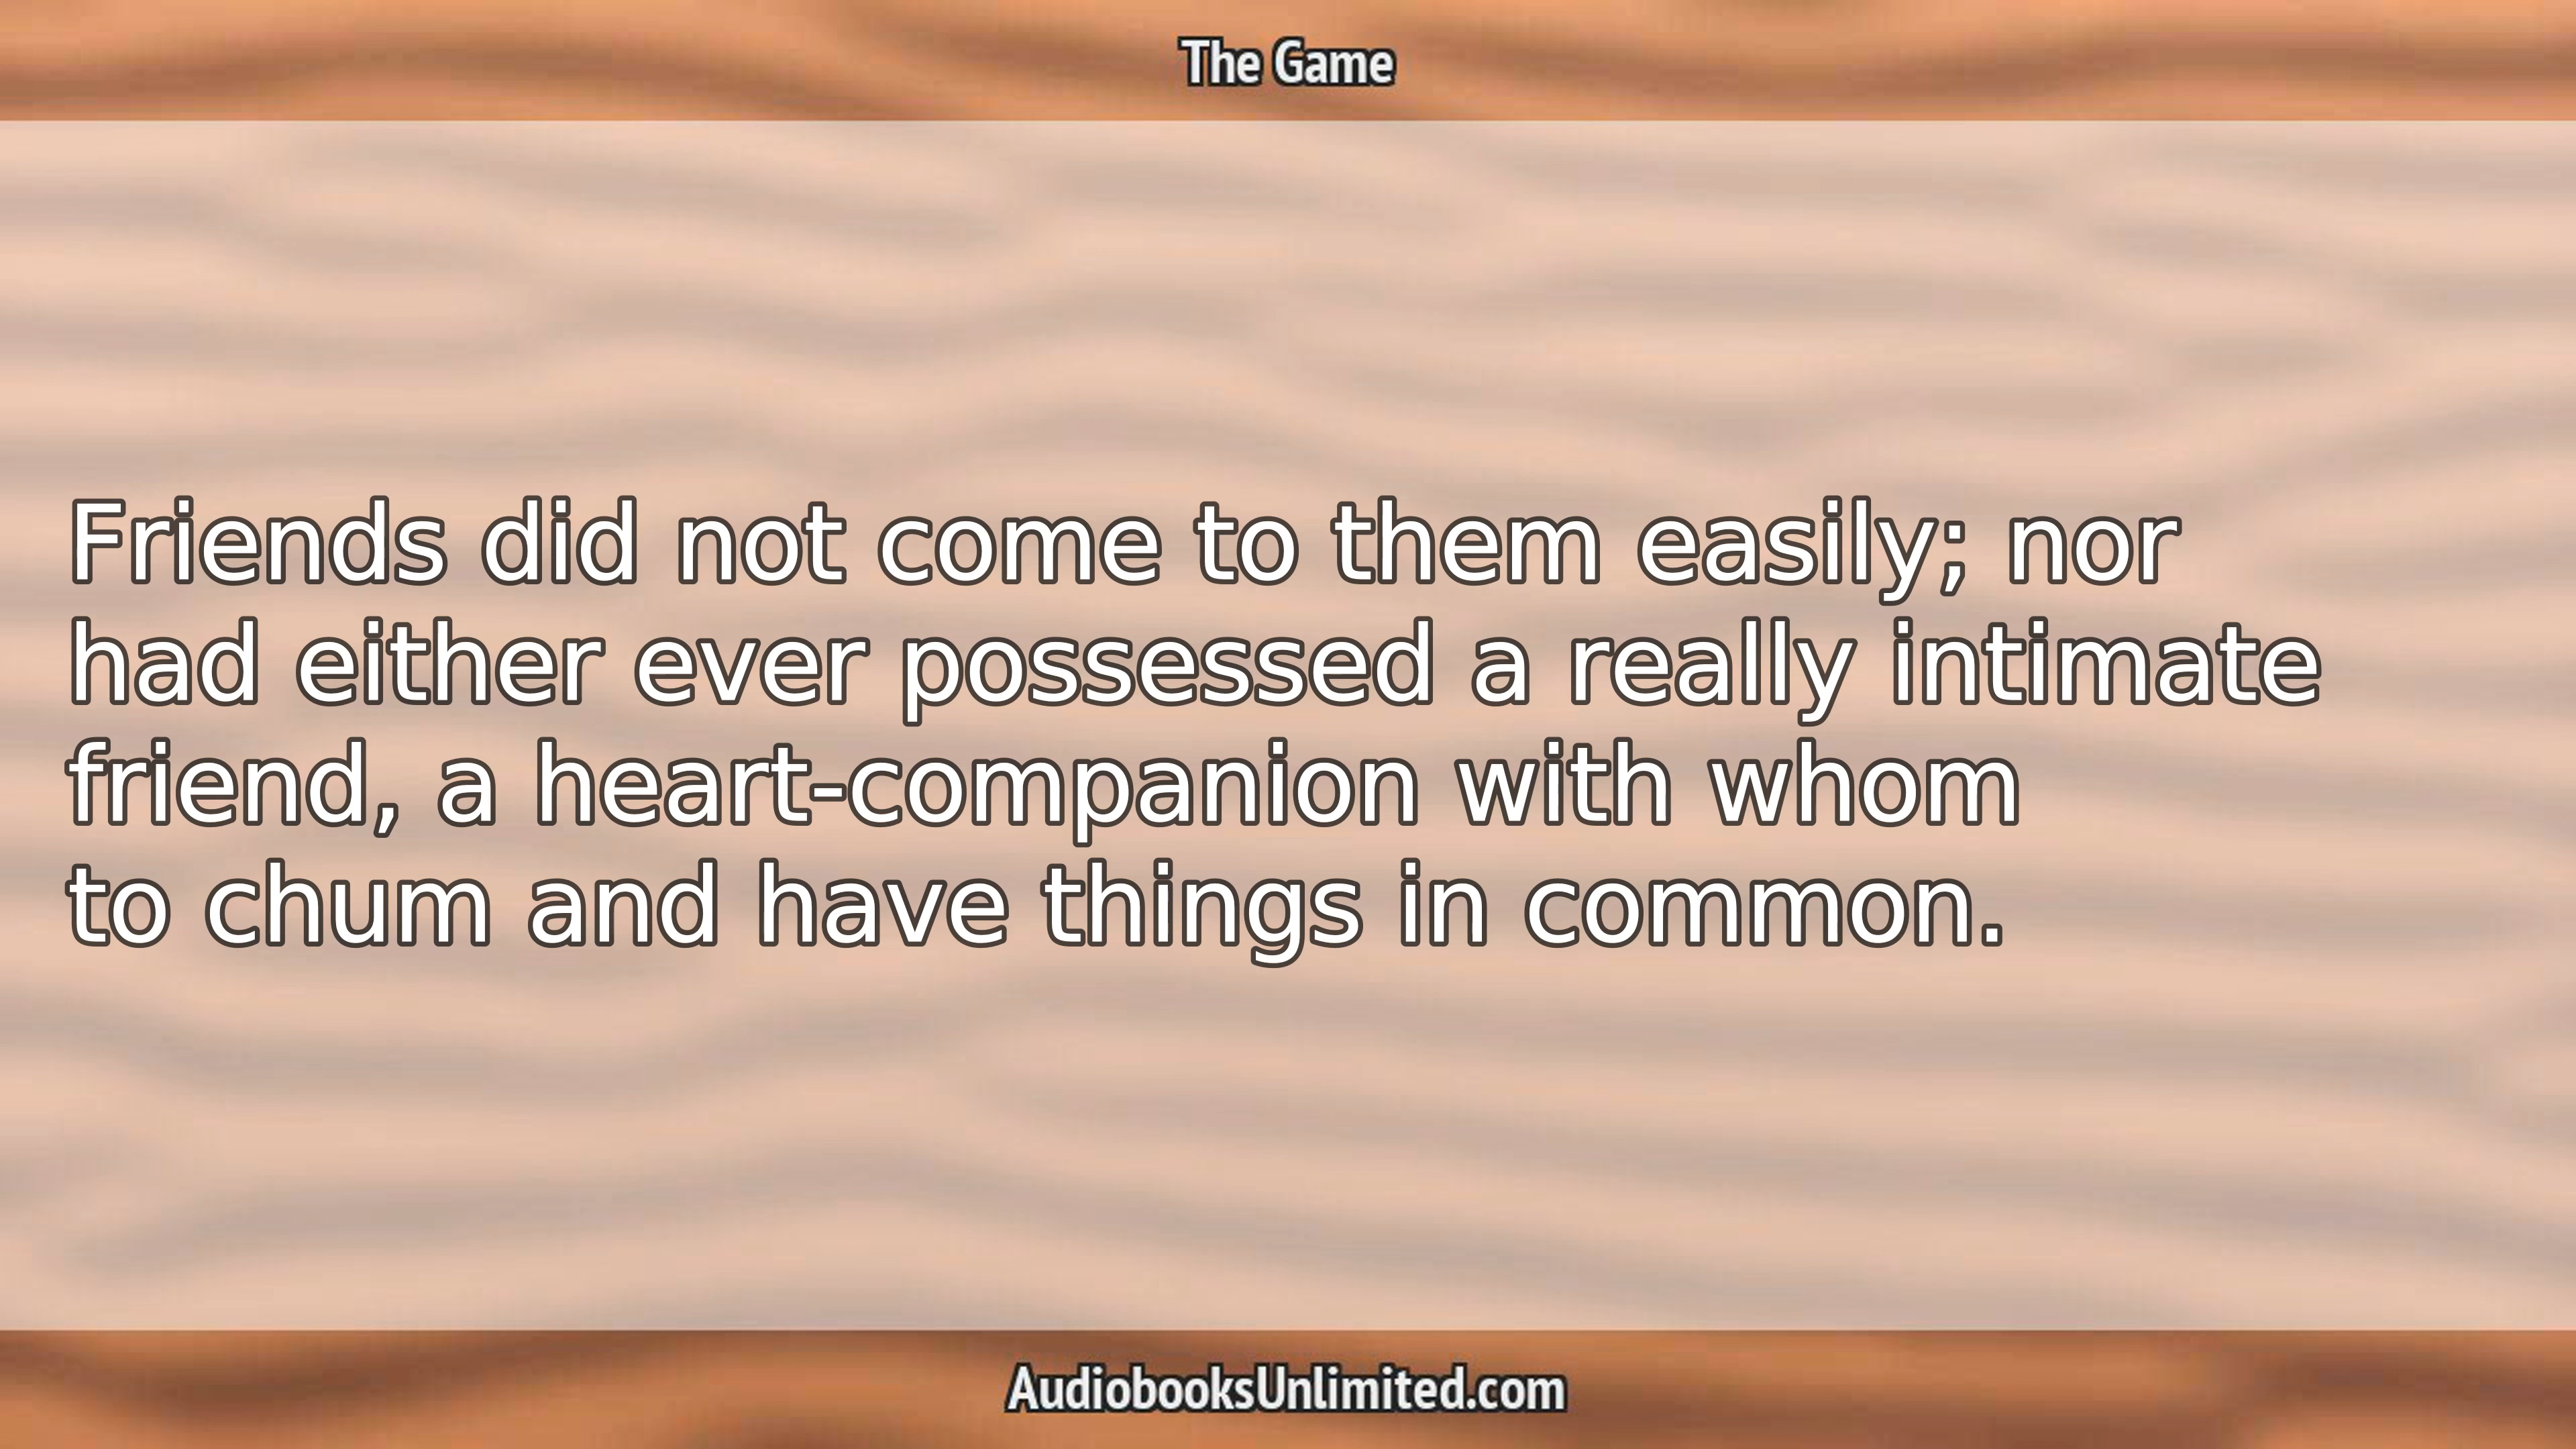 The Game
Friends did not come to them easily; nor
had either ever possessed a really intimate
friend, a heart-companion with whom
to chum and have things in common.
AudiobooksUnlimited.com